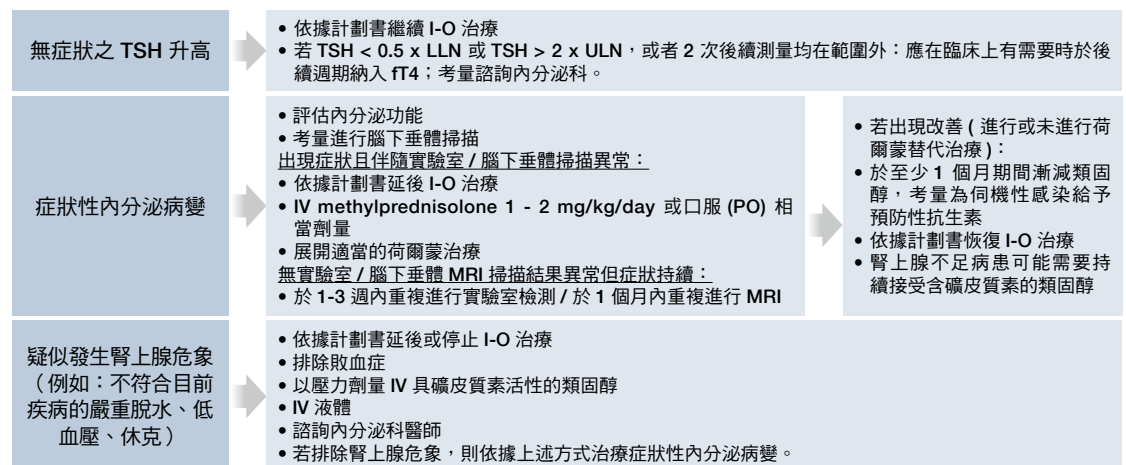 無症狀之 TSH 升高
• 依據計劃書繼續 I-O 治療
• 若 TSH < 0.5 x LLN 或 TSH > 2 x ULN，或者 2 次後續測量均在範圍外：應在臨床上有需要時於後
續週期納入 fT4；考量諮詢內分泌科。
症狀性內分泌病變
• 評估內分泌功能
• 考量進行腦下垂體掃描
出現症狀且伴隨實驗室 / 腦下垂體掃描異常：
• 依據計劃書延後 I-O 治療
• IV methylprednisolone 1 - 2 mg/kg/day 或口服 (PO) 相
當劑量
• 展開適當的荷爾蒙治療
無實驗室 / 腦下垂體 MRI 掃描結果異常但症狀持續：
• 於 1-3 週內重複進行實驗室檢測 / 於 1 個月內重複進行 MRI
• 若出現改善 ( 進行或未進行荷
爾蒙替代治療 )：
• 於至少 1 個月期間漸減類固
醇，考量為伺機性感染給予
預防性抗生素
• 依據計劃書恢復 I-O 治療
• 腎上腺不足病患可能需要持
續接受含礦皮質素的類固醇
疑似發生腎上腺危象
（例如：不符合目前
疾病的嚴重脫水、低
血壓、休克）
• 依據計劃書延後或停止 I-O 治療
• 排除敗血症
• 以壓力劑量 IV 具礦皮質素活性的類固醇
• IV 液體
• 諮詢內分泌科醫師
• 若排除腎上腺危象，則依據上述方式治療症狀性內分泌病變。